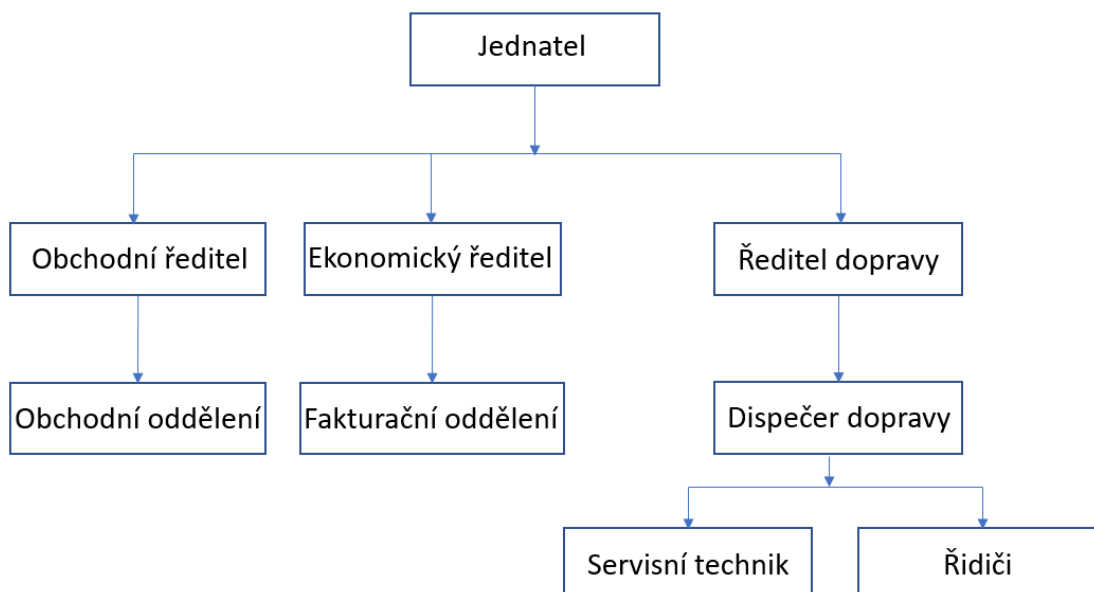 Jednatel
Obchodní ředitel
Ekonomický ředitel
Ředitel dopravy
Obchodní oddělení
Fakturační oddělení
Dispečer dopravy
Servisní technik
Řidiči